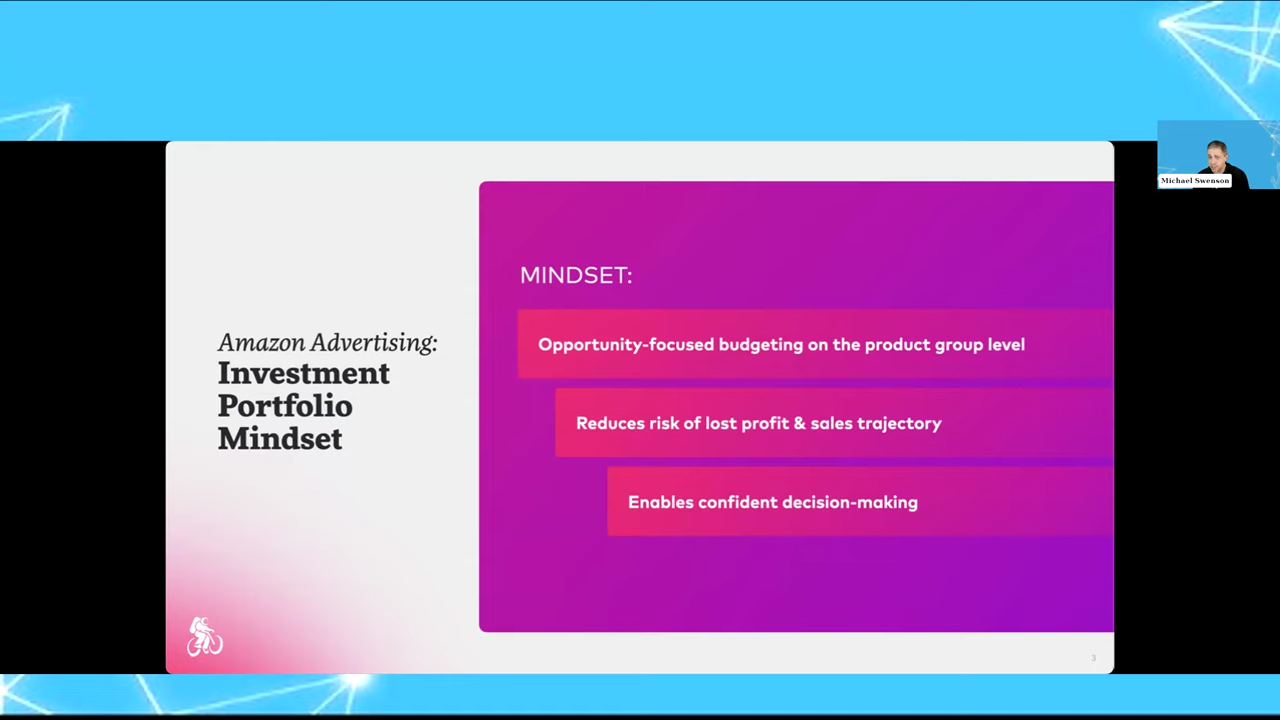 Amazon Advertising:
Investment
Portfolio
Mindset
MINDSET:
Opportunity-focused budgeting on the product group level
Reduces risk of lost profit & sales trajectory
Enables confident decision-making
3
Michael Swenson